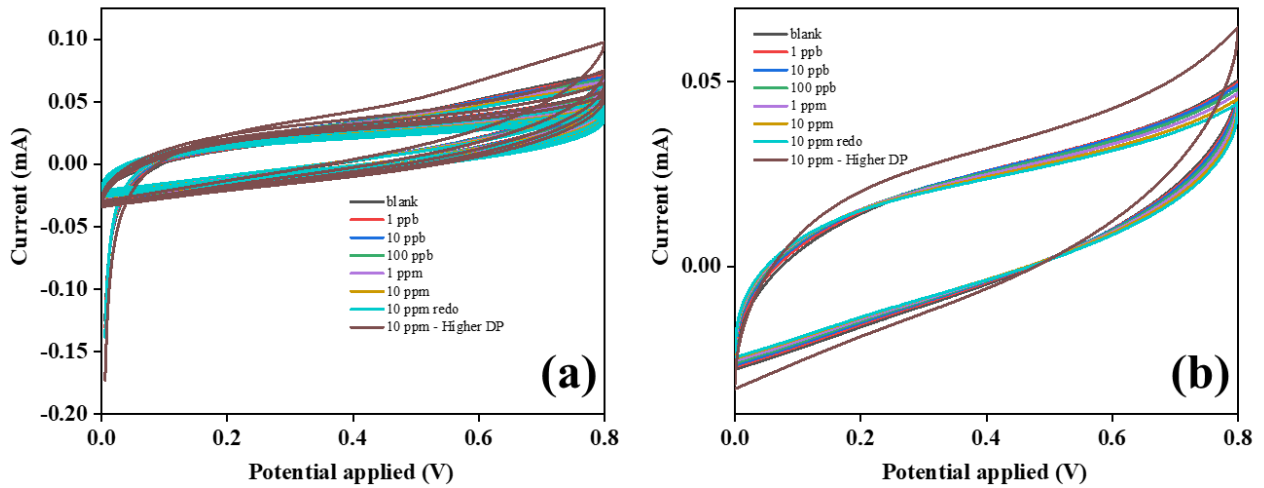 0.10
0.05
0.00
-0.05
-0.10
-0.15
-0.20
Current (mA)
blank
1 ppb
10 ppb
100 ppb
1 ppm
10 ppm
10 ppm redo
10 ppm - Higher DP
(a)
0.0
0.2
0.4
0.6
0.8
Potential applied (V)
0.05
0.00
Current (mA)
blank
1 ppb
10 ppb
100 ppb
1 ppm
10 ppm
10 ppm redo
10 ppm - Higher DP
(b)
0.0
0.2
0.4
0.6
0.8
Potential applied (V)